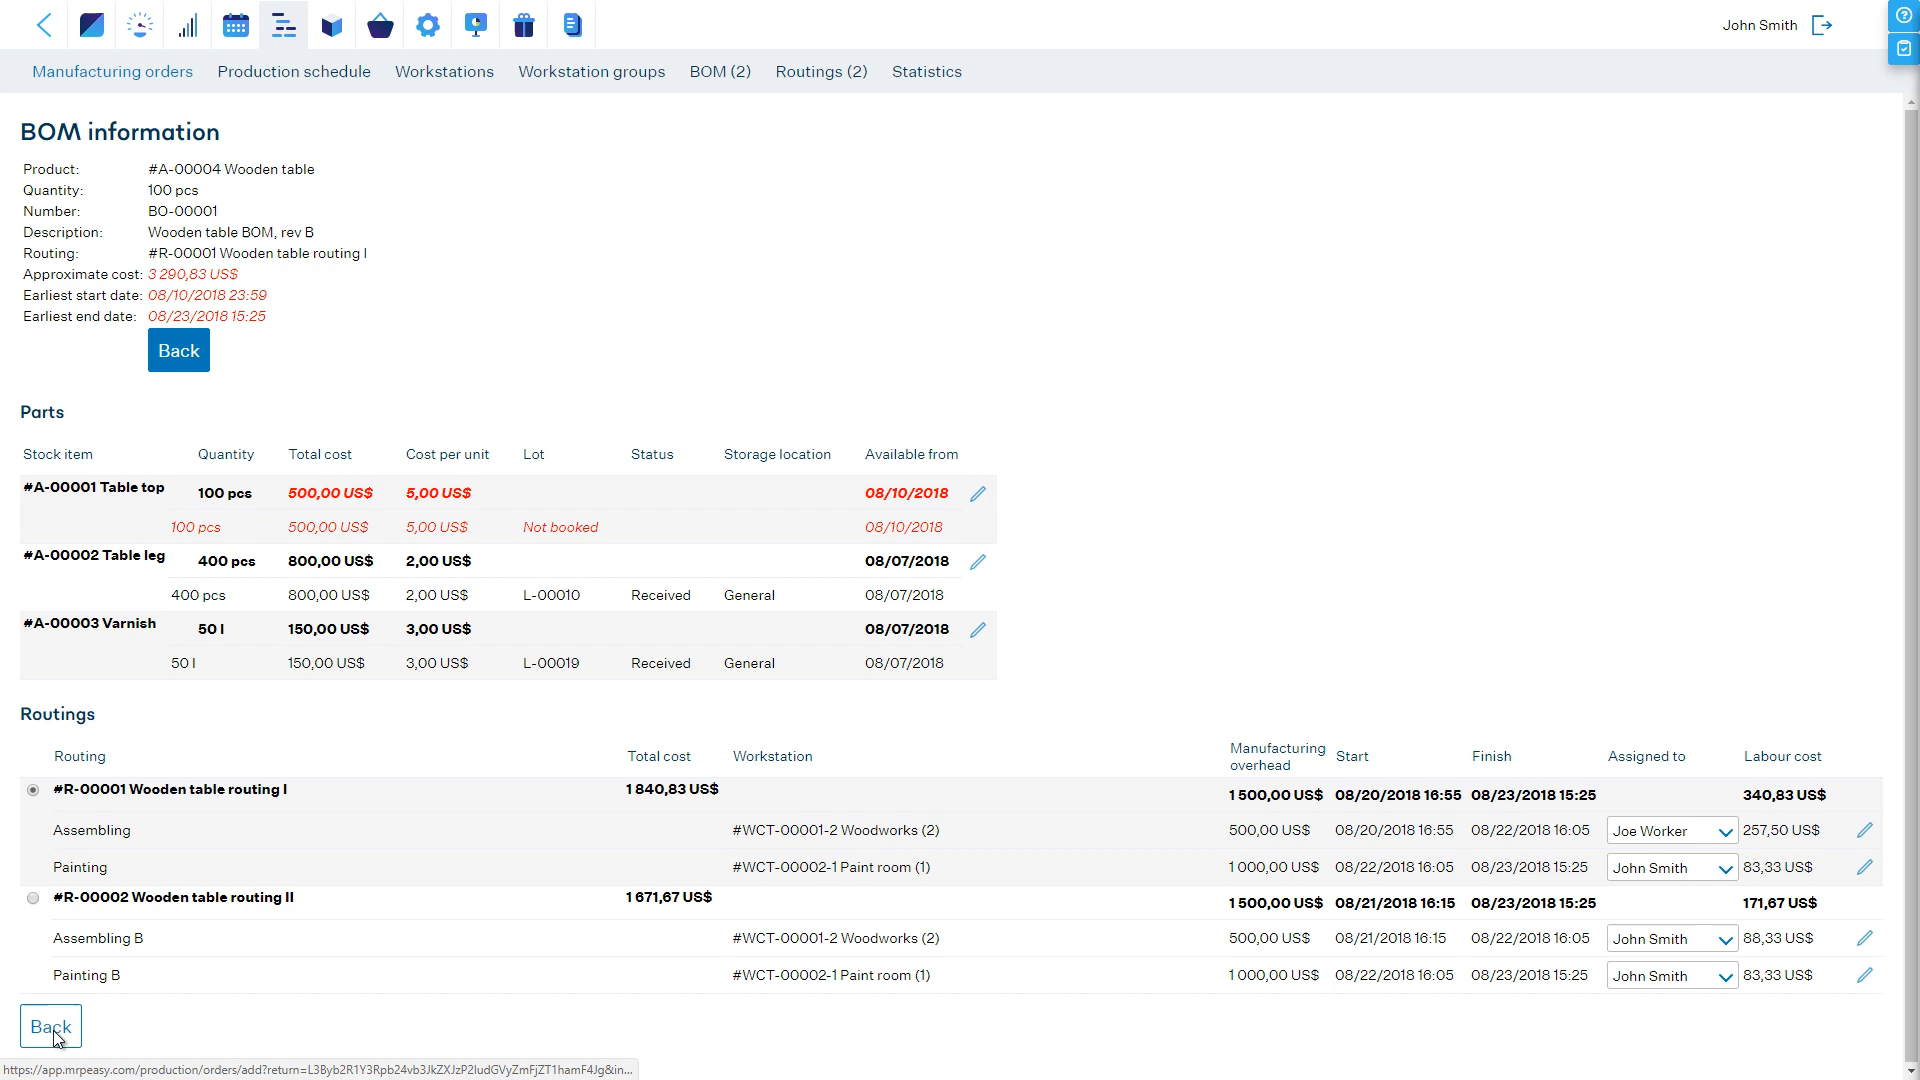 John Smith
Manufacturing orders Production schedule Workstations Workstation groups BOM (2) Routings (2) Statistics
BOM information
Product: #A-00004 Wooden table
Quantity: 100 pcs
Number: BO-00001
Description: Wooden table BOM, rev B
Routing: #R-00001 Wooden table routing I
Approximate cost: 3 290,83 US$
Earliest start date: 08/10/2018 23:59
Earliest end date: 08/23/2018 15:25
Back
Parts
Stock item Quantity Total cost Cost per unit Lot Status Storage location Available from
#A-00001 Table top 100 pcs 500,00 US$ 5,00 US$ 08/10/2018
100 pcs 500,00 US$ 5,00 US$ Not booked 08/10/2018
#A-00002 Table leg 400 pcs 800,00 US$ 2,00 US$ 08/07/2018
400 pcs 800,00 US$ 2,00 US$ L-00010 Received General 08/07/2018
#A-00003 Varnish 50 l 150,00 US$ 3,00 US$ 08/07/2018
50 l 150,00 US$ 3,00 US$ L-00019 Received General 08/07/2018
Routings
Routing Total cost Workstation Manufacturing overhead Start Finish Assigned to Labour cost
#R-00001 Wooden table routing I 1 840,83 US$ 1 500,00 US$ 08/20/2018 16:55 08/23/2018 15:25 340,83 US$
Assembling #WCT-00001-2 Woodworks (2) 500,00 US$ 08/20/2018 16:55 08/22/2018 16:05 Joe Worker 257,50 US$
Painting #WCT-00002-1 Paint room (1) 1 000,00 US$ 08/22/2018 16:05 08/23/2018 15:25 John Smith 83,33 US$
#R-00002 Wooden table routing II 1 671,67 US$ 1 500,00 US$ 08/21/2018 16:15 08/23/2018 15:25 171,67 US$
Assembling B #WCT-00001-2 Woodworks (2) 500,00 US$ 08/21/2018 16:15 08/22/2018 16:05 John Smith 88,33 US$
Painting B #WCT-00002-1 Paint room (1) 1 000,00 US$ 08/22/2018 16:05 08/23/2018 15:25 John Smith 83,33 US$
Back
https://app.mrpeasy.com/production/orders/add?return=L3Byb2R1Y3Rpb24vb3JkZXJzP2ludGVyZmFjZT1hamF4Jg&in...